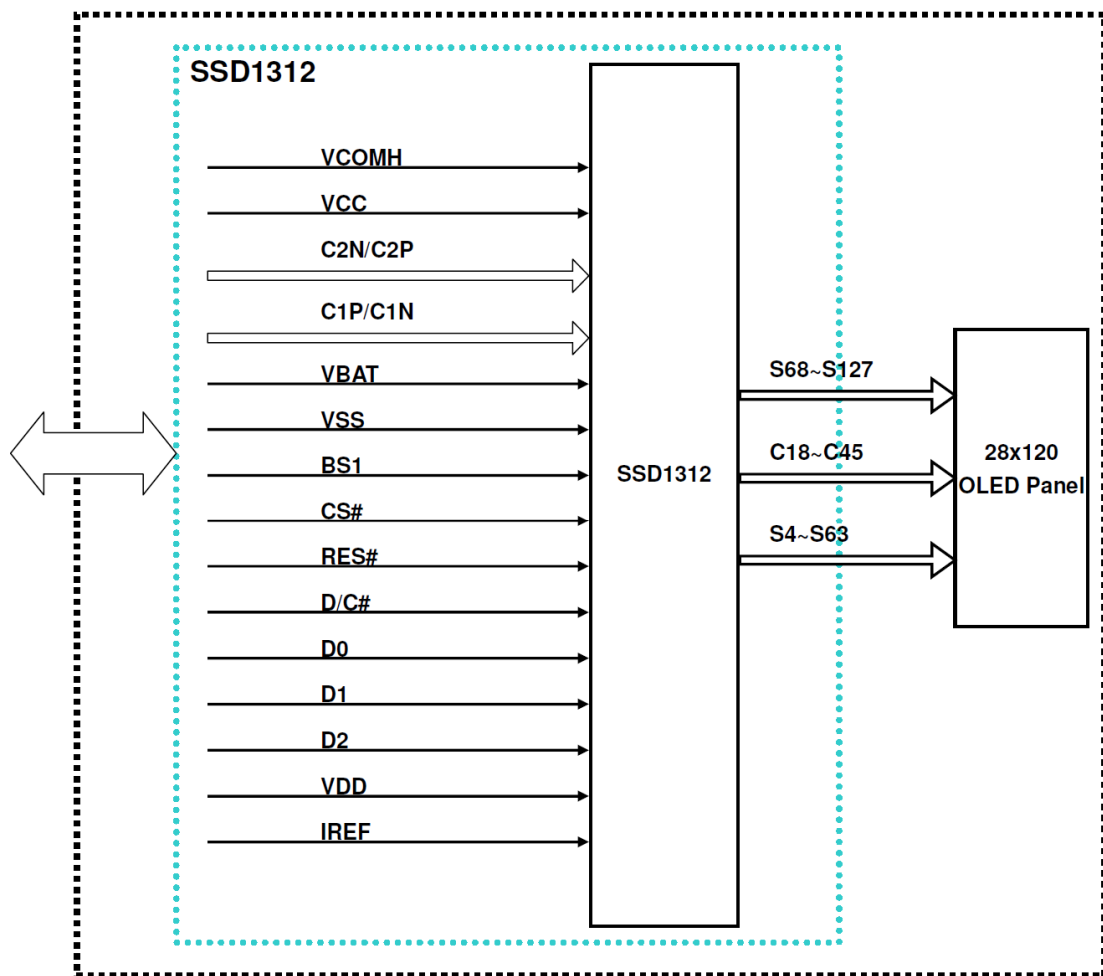 SSD1312
VCOMH
VCC
C2N/C2P
C1P/C1N
VBAT
VSS
BS1
CS#
RES#
D/C#
D0
D1
D2
VDD
IREF
SSD1312
S68~S127
C18~C45
S4~S63
28x120
OLED Panel